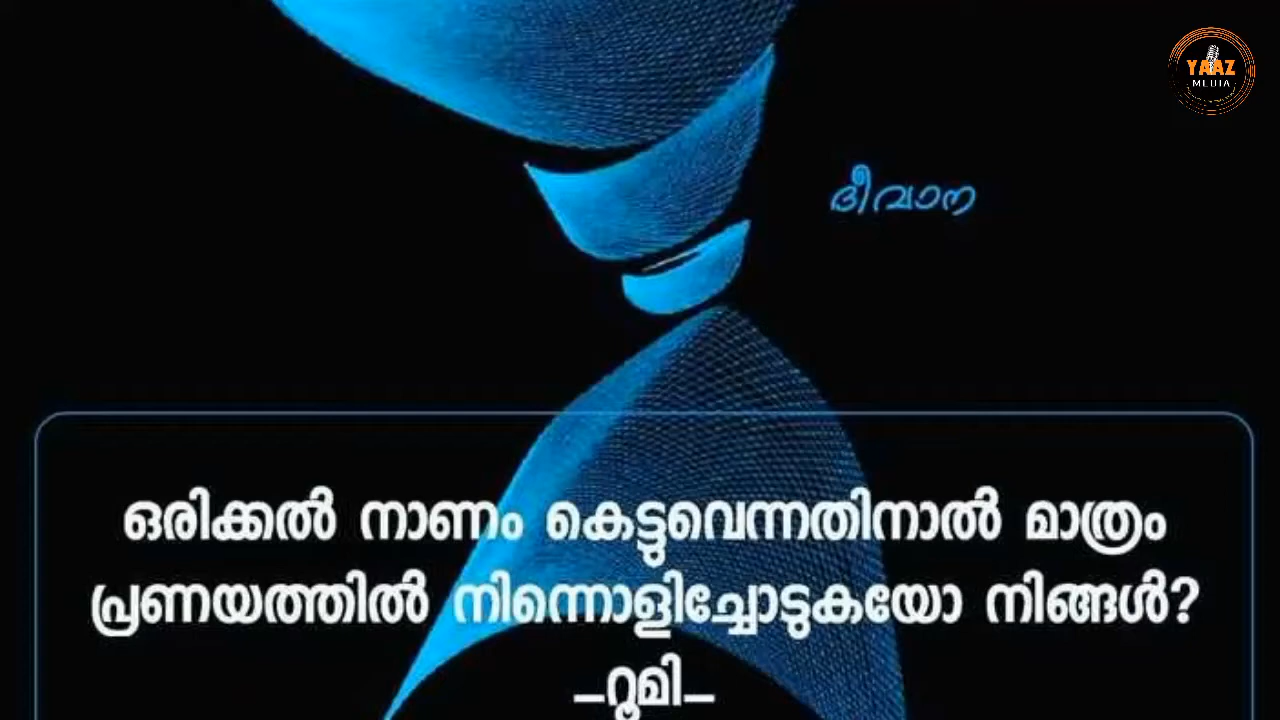 YAAZ
MEDIA
ദീവാന
ഒരിക്കൽ നാണം കെട്ടുവെന്നതിനാൽ മാത്രം
പ്രണയത്തിൽ നിന്നൊളിച്ചോടുകയോ നിങ്ങൾ?
–റൂമി–